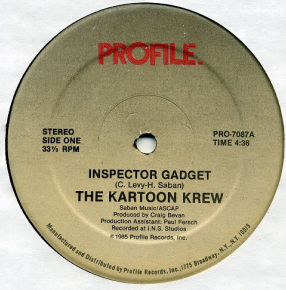 PROFILE.
STEREO
SIDE ONE
33⅓ RPM
PRO-7087A
TIME 4:36
INSPECTOR GADGET
(C. Levy-H. Saban)
THE KARTOON KREW
Saban Music/ASCAP
Produced by Craig Bevan
Production Assistant: Paul Fersch
Recorded at I.N.S. Studios
©1985 Profile Records, Inc.
Manufactured and Distributed by Profile Records, Inc., 1775 Broadway, N.Y., N.Y. 10019